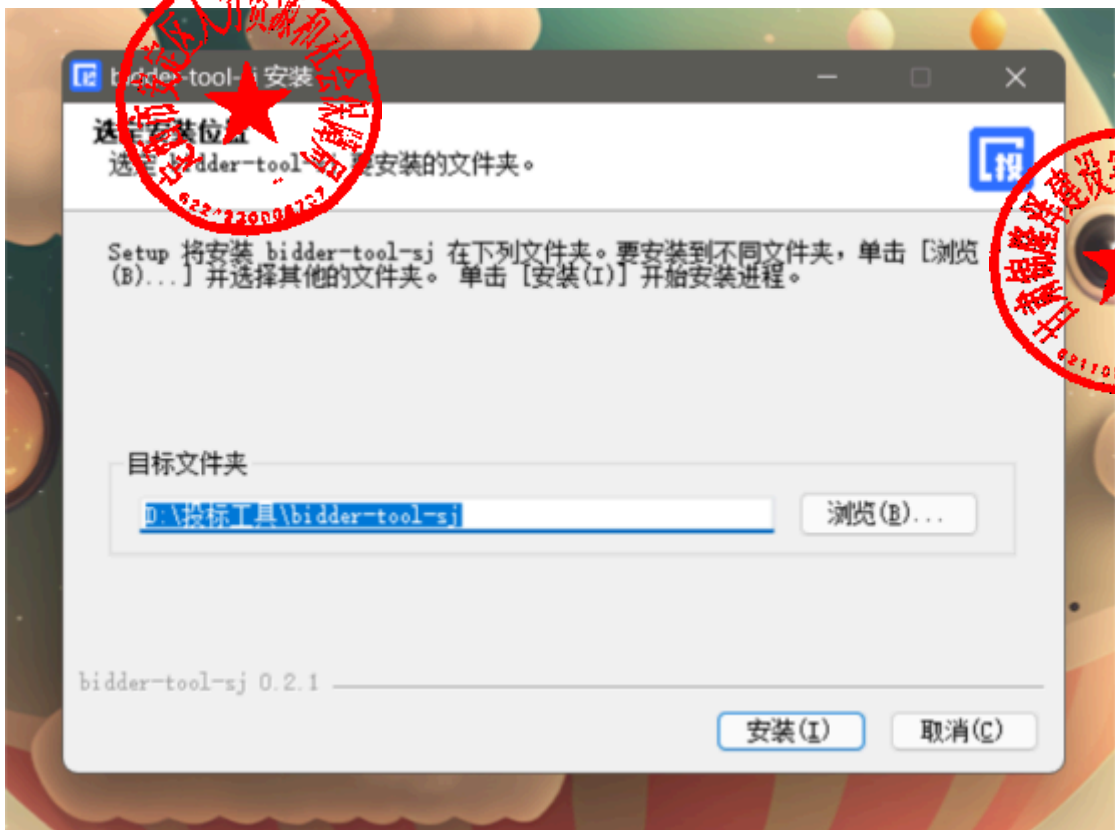 bidder-tool-sj 安装
选定安装位置
选定 bidder-tool-sj 要安装的文件夹。
投
Setup 将安装 bidder-tool-sj 在下列文件夹。要安装到不同文件夹，单击 [浏览
(B)...] 并选择其他的文件夹。 单击 [安装(I)] 开始安装进程。
目标文件夹
D:\投标工具\bidder-tool-sj
浏览(B)...
bidder-tool-sj 0.2.1
安装(I)
取消(C)